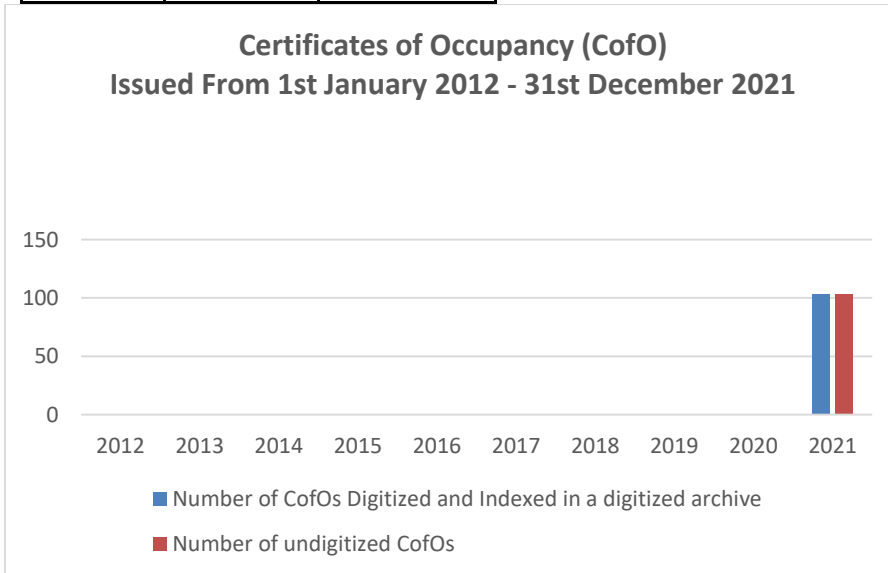 Certificates of Occupancy (CofO)
Issued From 1st January 2012 - 31st December 2021
150
100
50
0
2012 2013 2014 2015 2016 2017 2018 2019 2020 2021
Number of CofOs Digitized and Indexed in a digitized archive
Number of undigitized CofOs